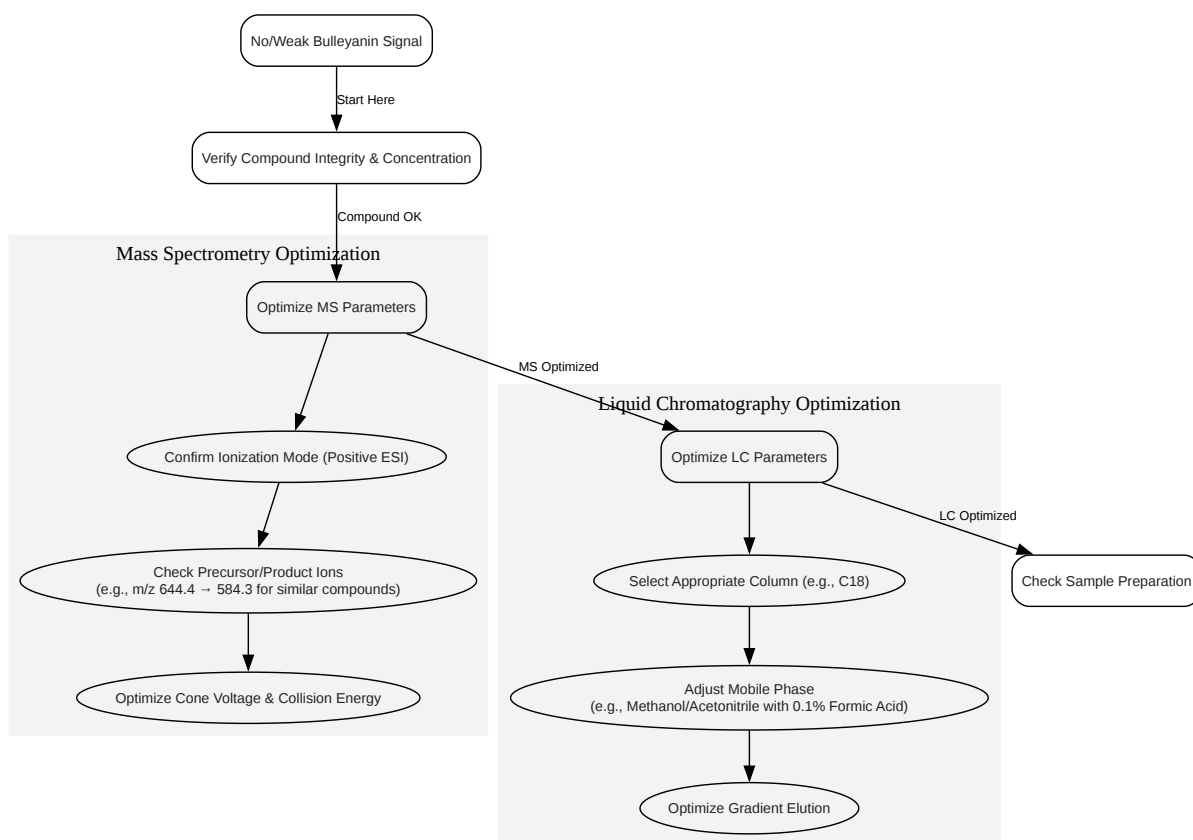 No/Weak Bulleyanin Signal
Start Here
Verify Compound Integrity & Concentration
Compound OK
Mass Spectrometry Optimization
Optimize MS Parameters
MS Optimized
Confirm Ionization Mode (Positive ESI)
Check Precursor/Product Ions
(e.g., m/z 644.4 → 584.3 for similar compounds)
Optimize Cone Voltage & Collision Energy
Liquid Chromatography Optimization
Optimize LC Parameters
LC Optimized
Select Appropriate Column (e.g., C18)
Adjust Mobile Phase
(e.g., Methanol/Acetonitrile with 0.1% Formic Acid)
Optimize Gradient Elution
Check Sample Preparation